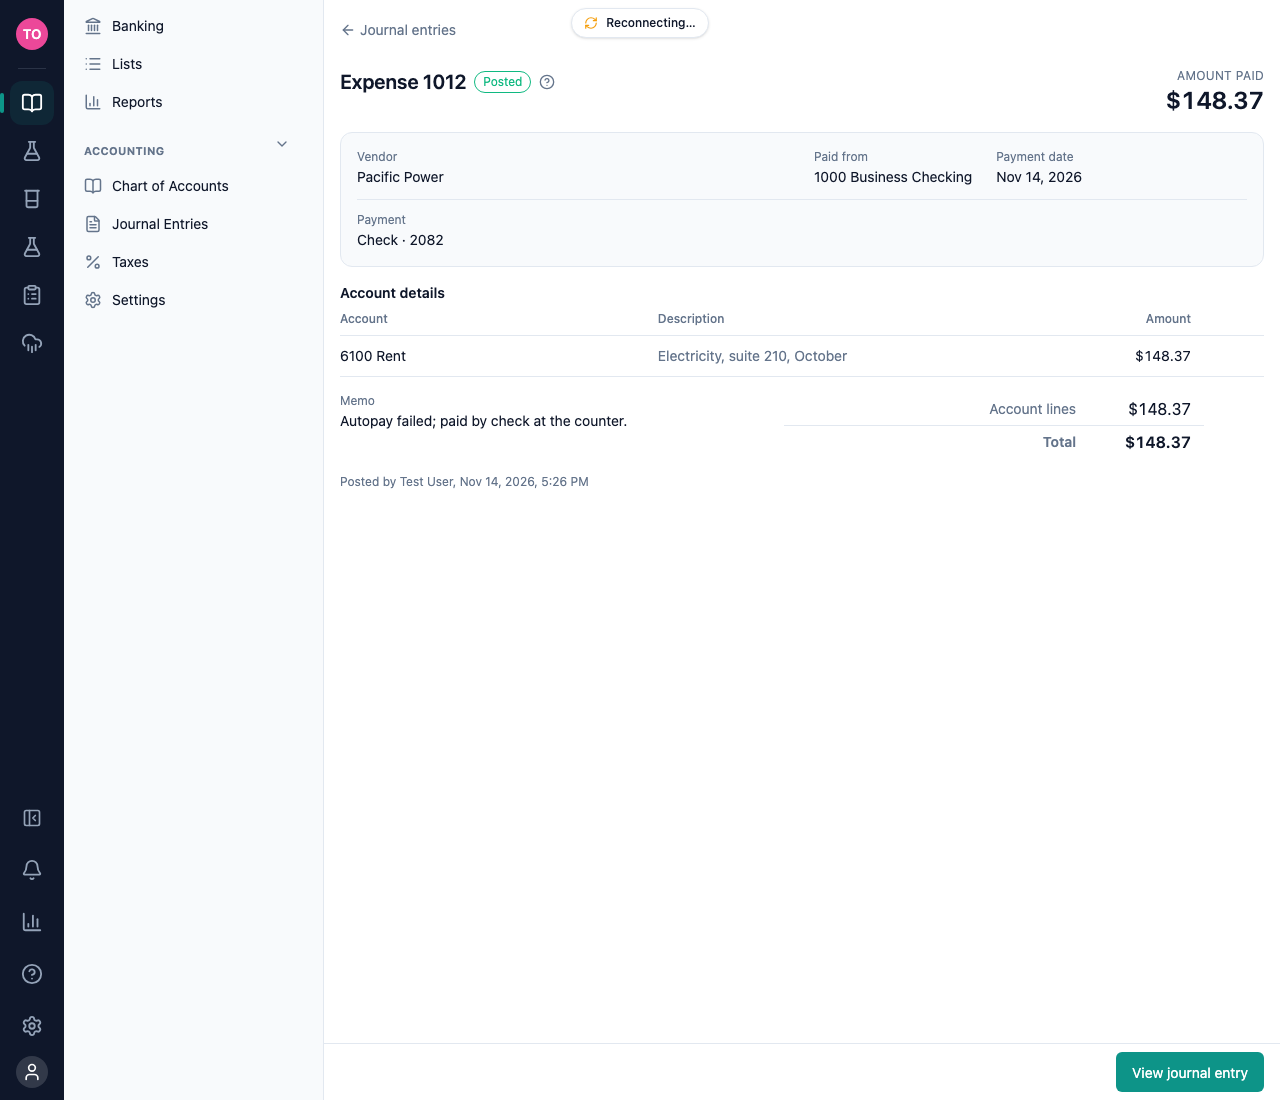 TO
Banking
Lists
Reports
ACCOUNTING
Chart of Accounts
Journal Entries
Taxes
Settings
Journal entries
Reconnecting...
Expense 1012 Posted
AMOUNT PAID
$148.37
Vendor Paid from Payment date
Pacific Power 1000 Business Checking Nov 14, 2026
Payment
Check · 2082
Account details
Account Description Amount
6100 Rent Electricity, suite 210, October $148.37
Memo
Autopay failed; paid by check at the counter.
Account lines $148.37
Total $148.37
Posted by Test User, Nov 14, 2026, 5:26 PM
View journal entry